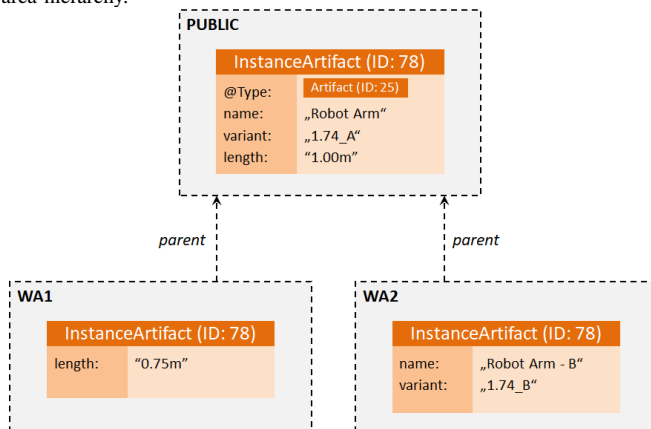 area hierarchy.
PUBLIC
InstanceArtifact (ID: 78)
@Type: Artifact (ID: 25)
name: „Robot Arm“
variant: „1.74_A“
length: “1.00m”
parent parent
WA1 WA2
InstanceArtifact (ID: 78) InstanceArtifact (ID: 78)
length: “0.75m” name: „Robot Arm - B“
variant: „1.74_B“